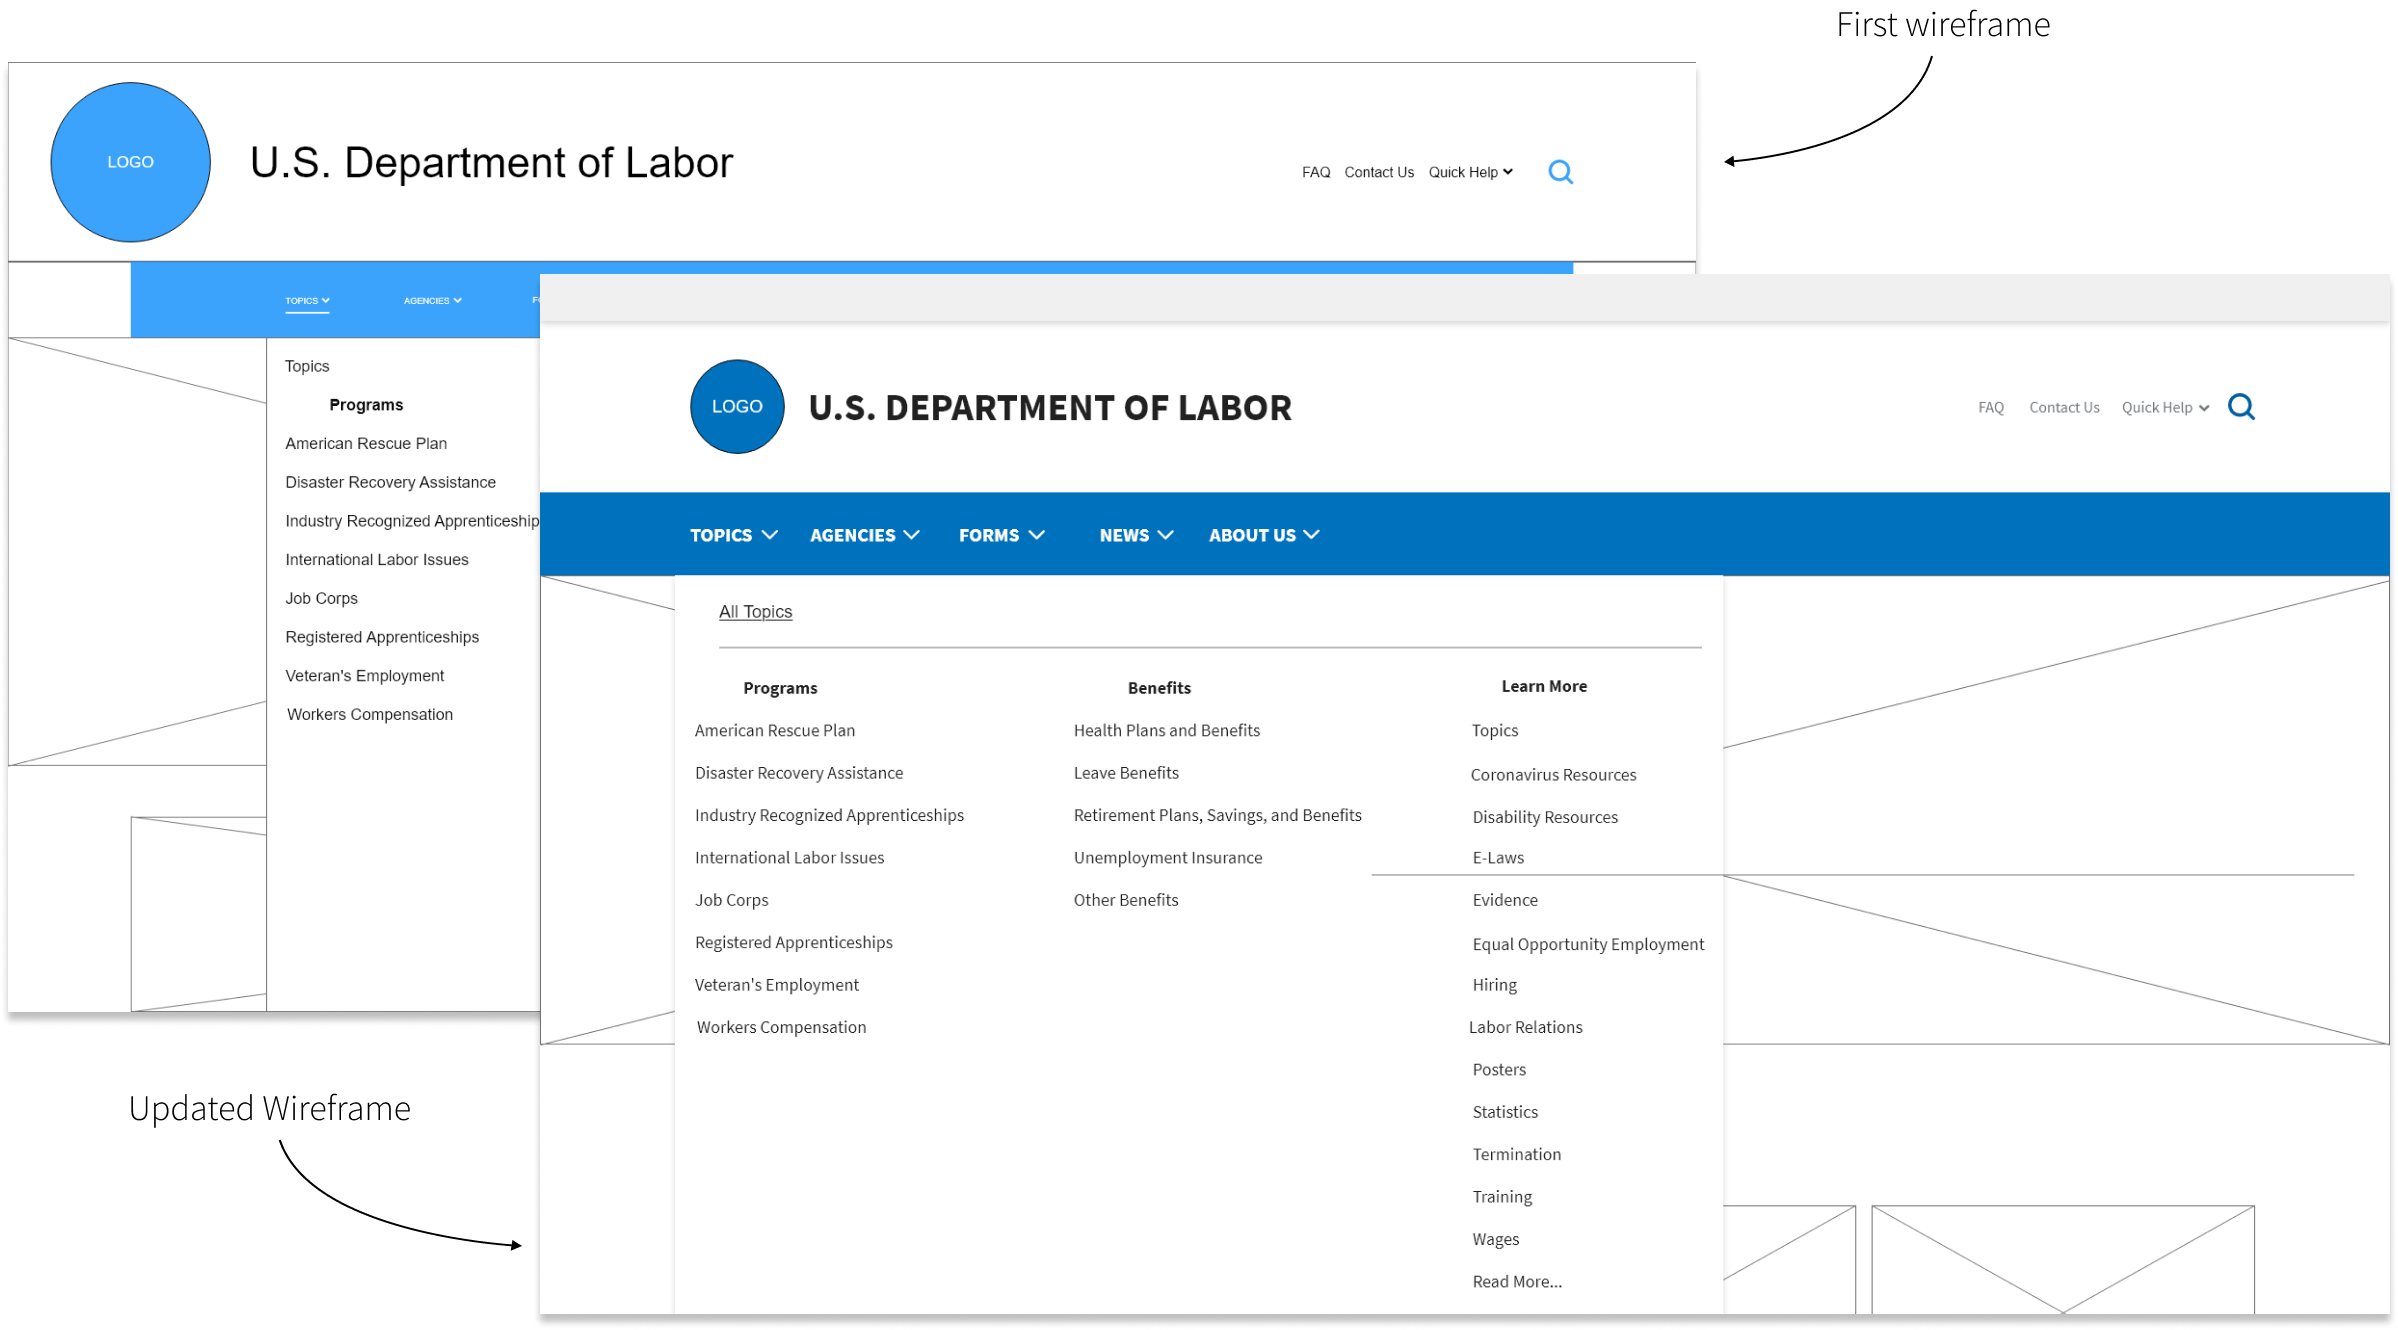 First wireframe
LOGO
U.S. Department of Labor
FAQ Contact Us Quick Help
TOPICS AGENCIES
Topics
Programs
American Rescue Plan
Disaster Recovery Assistance
Industry Recognized Apprenticeship
International Labor Issues
Job Corps
Registered Apprenticeships
Veteran's Employment
Workers Compensation
LOGO
U.S. DEPARTMENT OF LABOR
FAQ Contact Us Quick Help
TOPICS AGENCIES FORMS NEWS ABOUT US
All Topics
Programs
American Rescue Plan
Disaster Recovery Assistance
Industry Recognized Apprenticeships
International Labor Issues
Job Corps
Registered Apprenticeships
Veteran's Employment
Workers Compensation
Benefits
Health Plans and Benefits
Leave Benefits
Retirement Plans, Savings, and Benefits
Unemployment Insurance
Other Benefits
Learn More
Topics
Coronavirus Resources
Disability Resources
E-Laws
Evidence
Equal Opportunity Employment
Hiring
Labor Relations
Posters
Statistics
Termination
Training
Wages
Read More...
Updated Wireframe